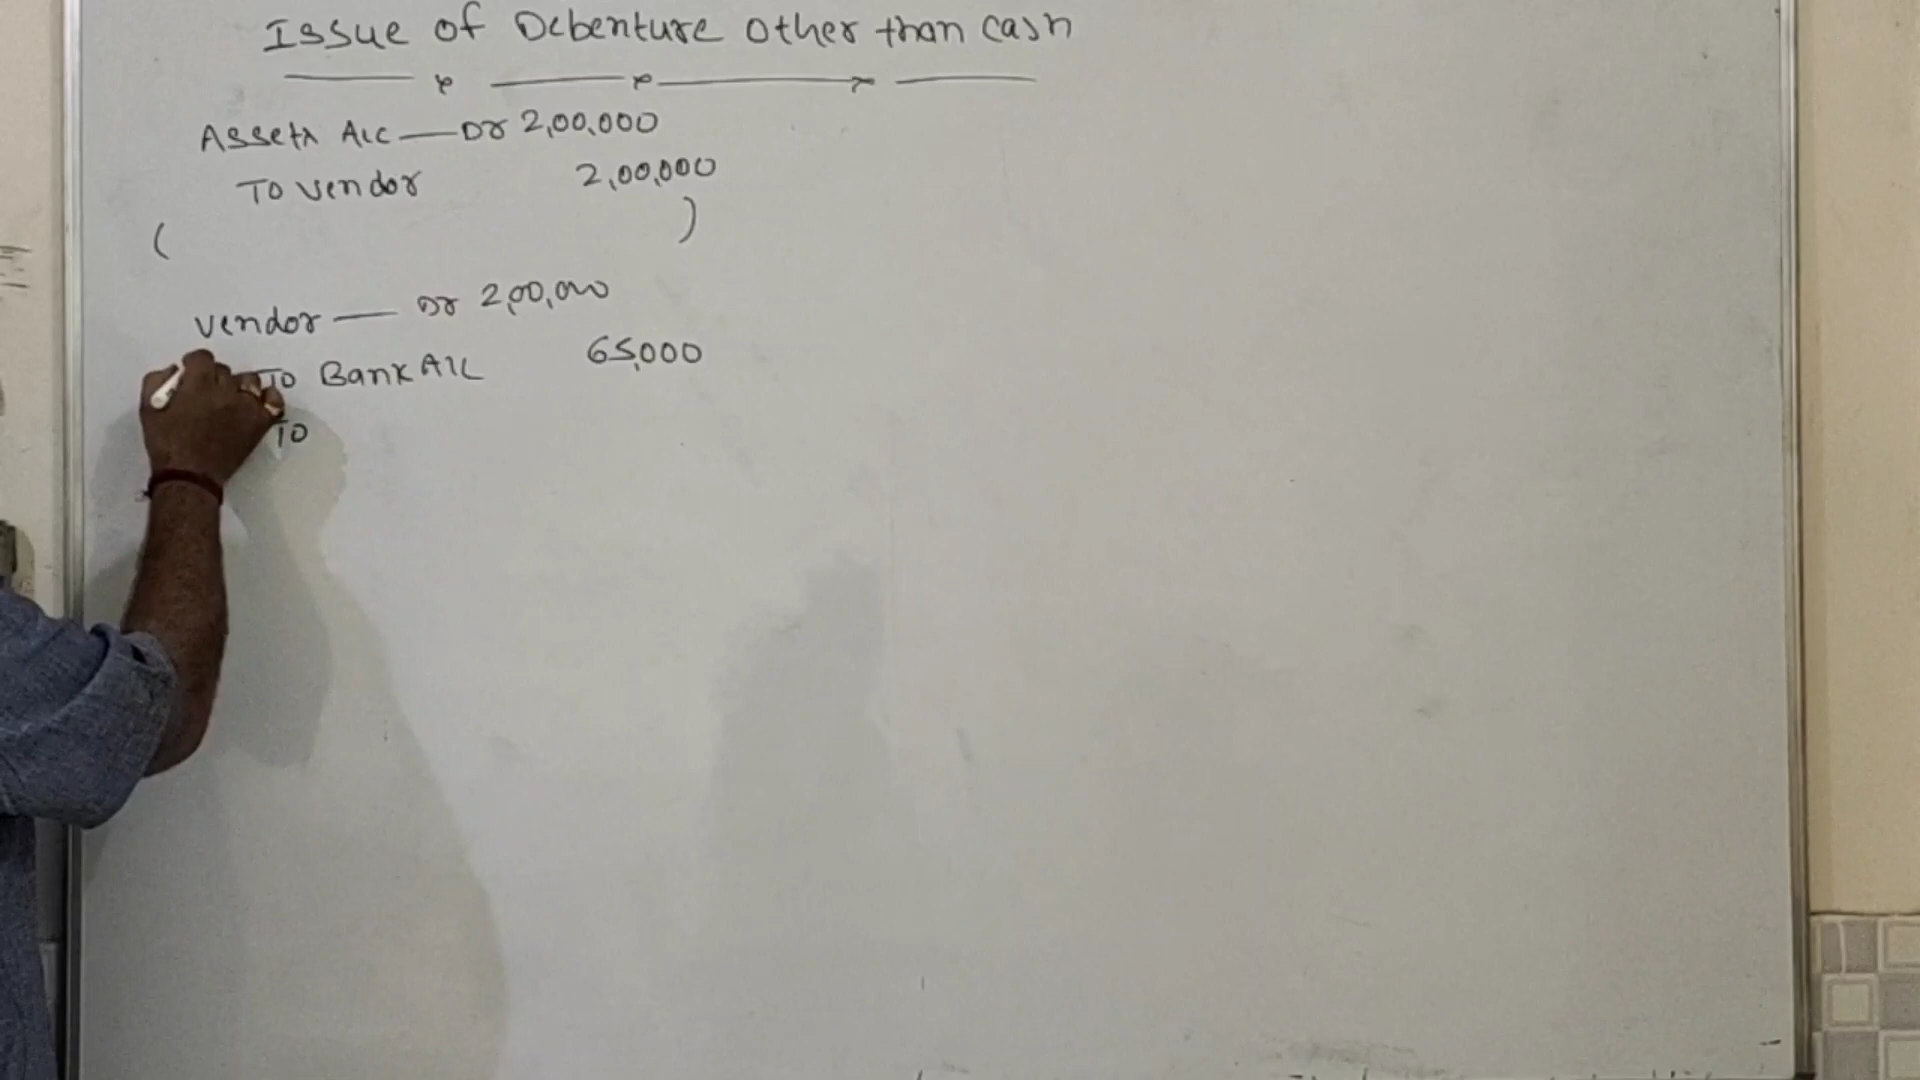 Issue of Debenture other than cash
Assets A/c — Dr 2,00,000
To vendor 2,00,000
( )
vendor — Dr 2,00,000
To Bank A/c 65,000
To